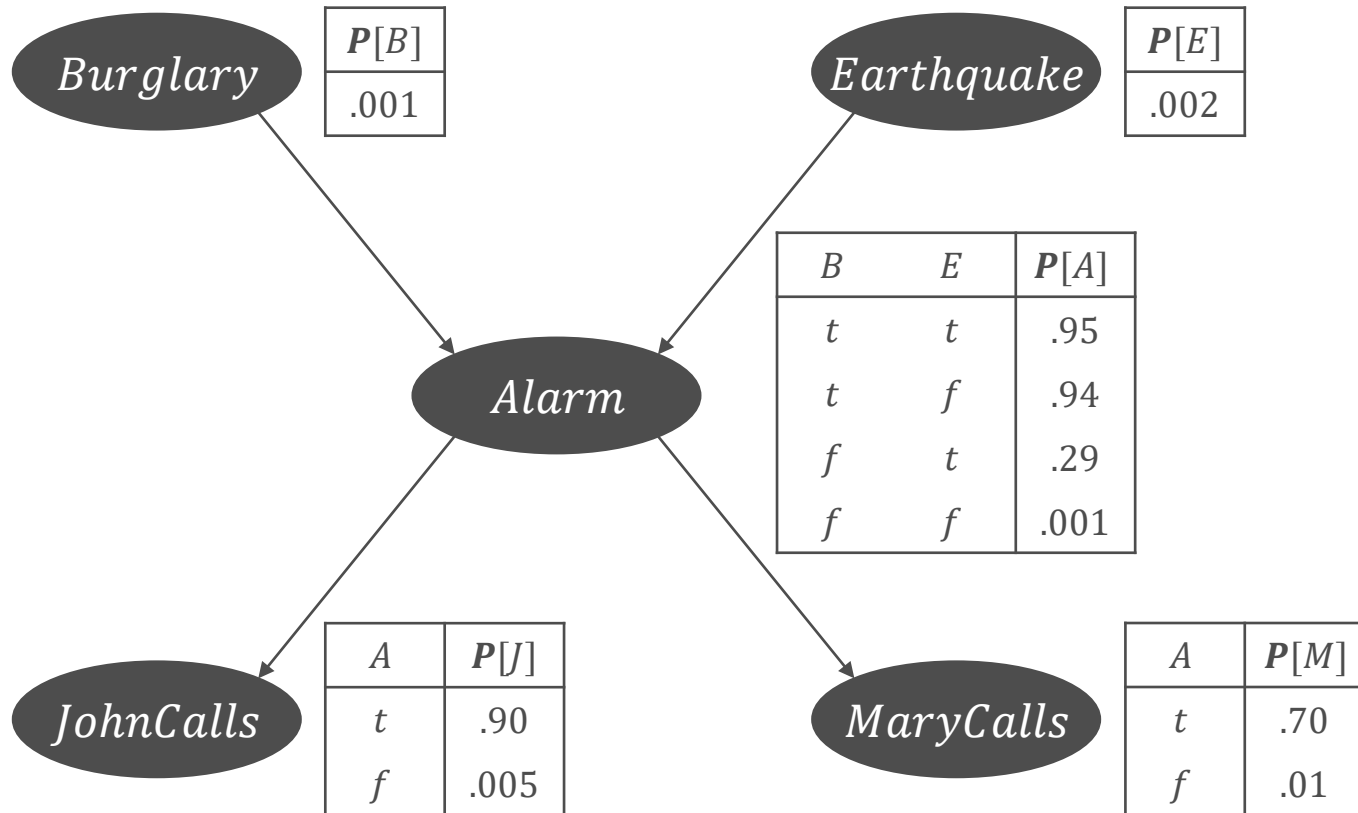 Burglary
P[B]
.001
Earthquake
P[E]
.002
B E P[A]
t t .95
t f .94
f t .29
f f .001
Alarm
JohnCalls
A P[J]
t .90
f .005
MaryCalls
A P[M]
t .70
f .01